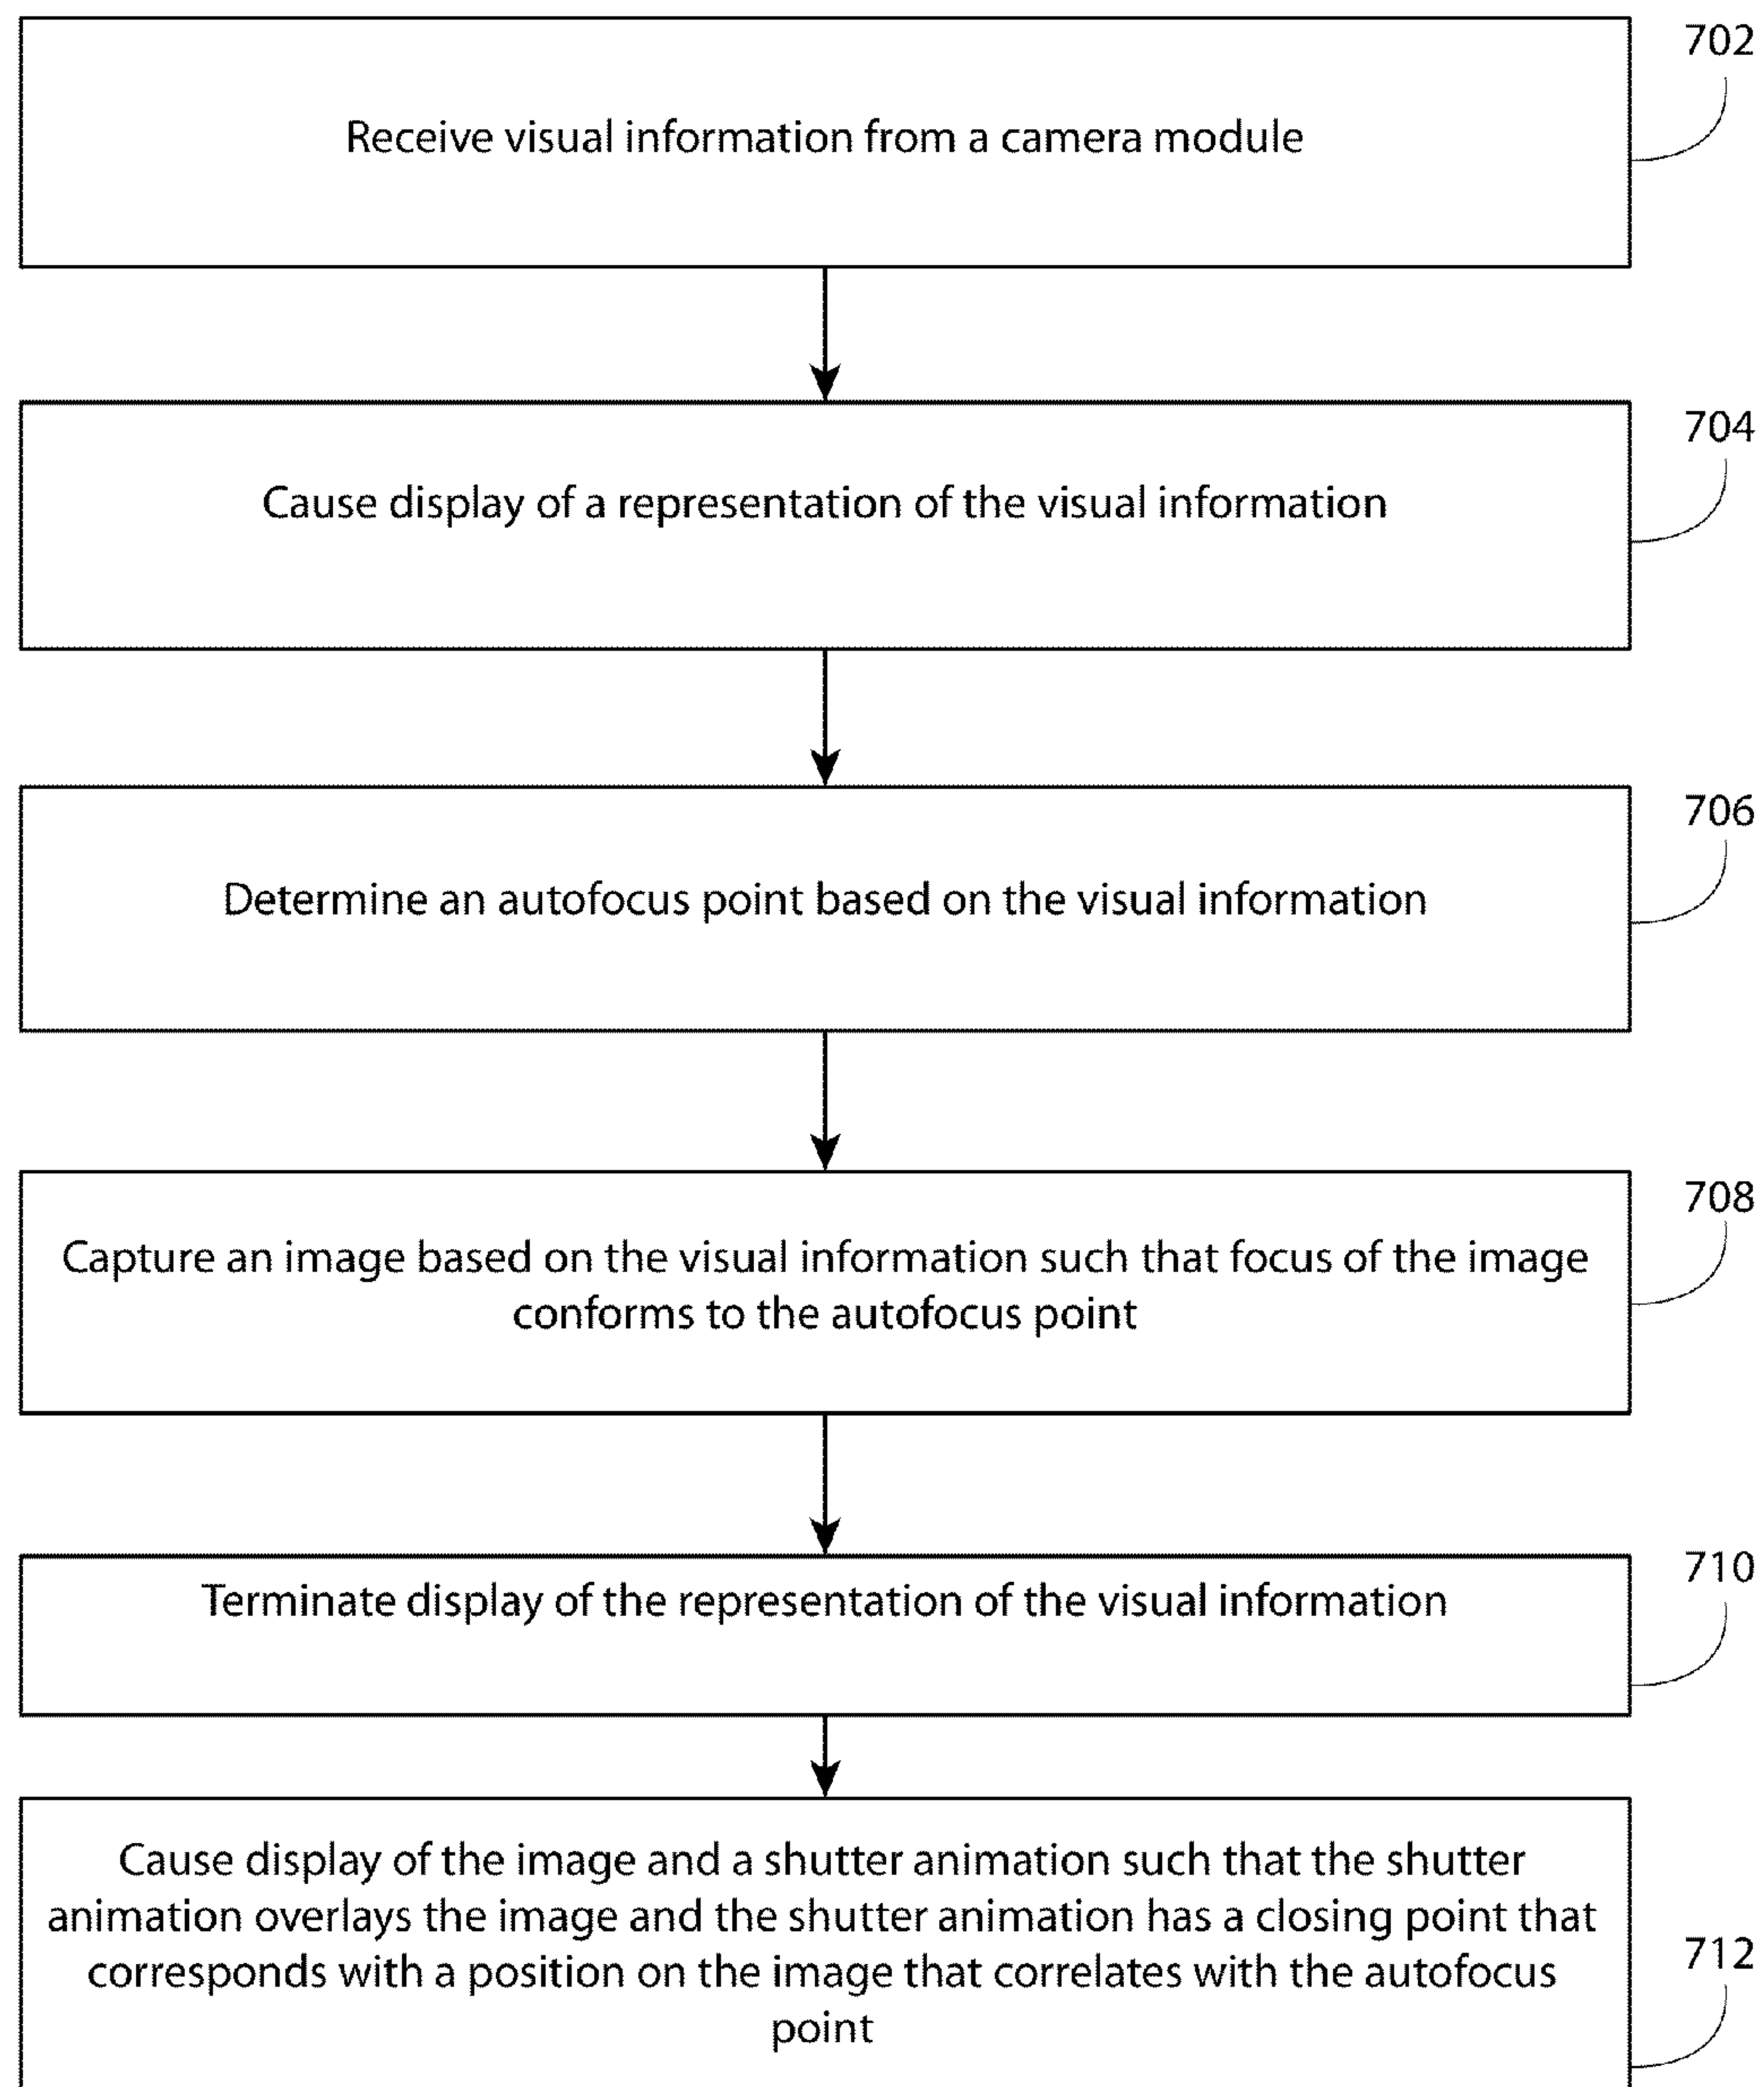 702
Receive visual information from a camera module
704
Cause display of a representation of the visual information
706
Determine an autofocus point based on the visual information
708
Capture an image based on the visual information such that focus of the image
conforms to the autofocus point
710
Terminate display of the representation of the visual information
Cause display of the image and a shutter animation such that the shutter
animation overlays the image and the shutter animation has a closing point that
corresponds with a position on the image that correlates with the autofocus
point
712